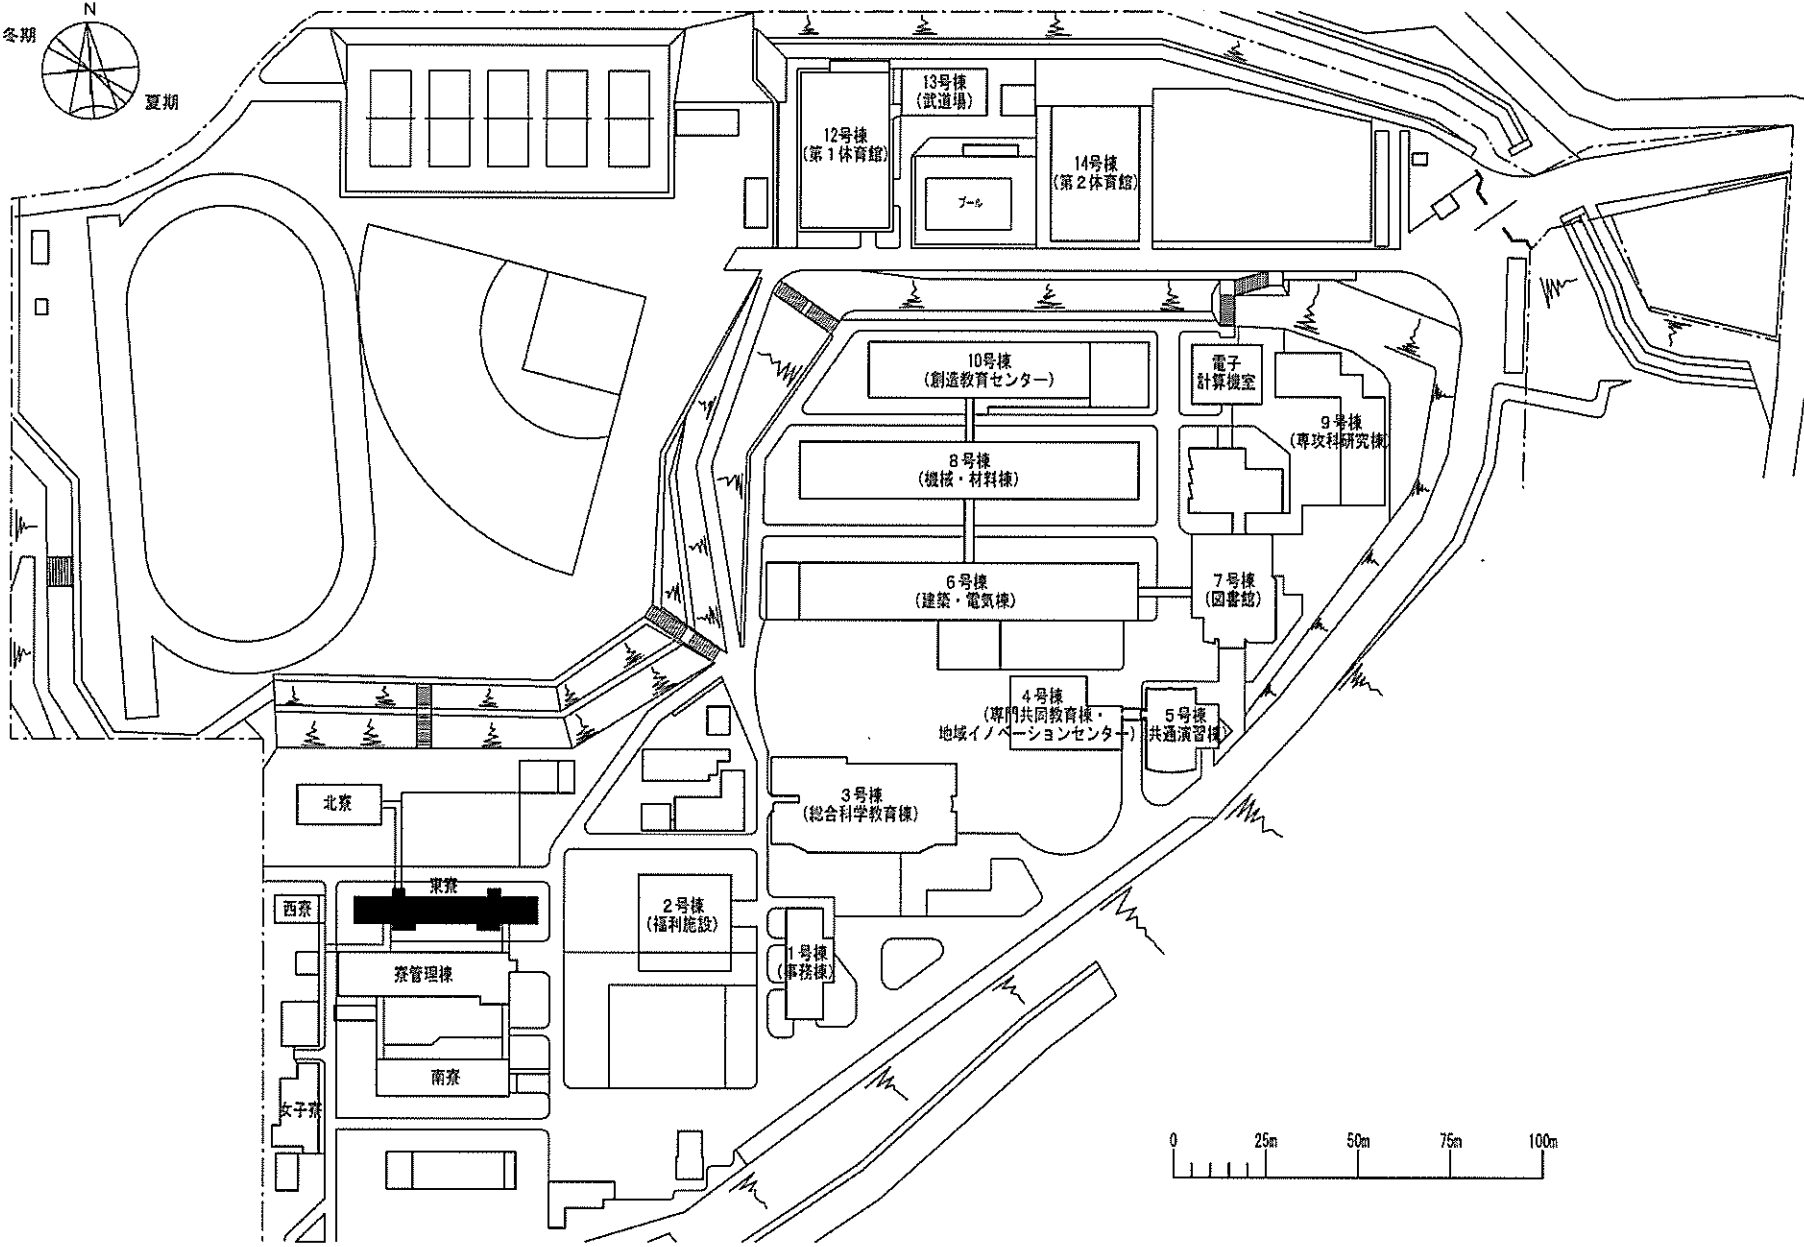 N
冬期
夏期
13号棟
(武道場)
12号棟
(第1体育館)
14号棟
(第2体育館)
プール
10号棟
(創造教育センター)
電子
計算機室
9号棟
(専攻科研究棟)
8号棟
(機械・材料棟)
6号棟
(建築・電気棟)
7号棟
(図書館)
4号棟
(専門共同教育棟・
地域イノベーションセンター)
5号棟
(共通演習棟)
3号棟
(総合科学教育棟)
北寮
東寮
西寮
2号棟
(福利施設)
1号棟
(事務棟)
寮管理棟
南寮
女子寮
0 25m 50m 75m 100m